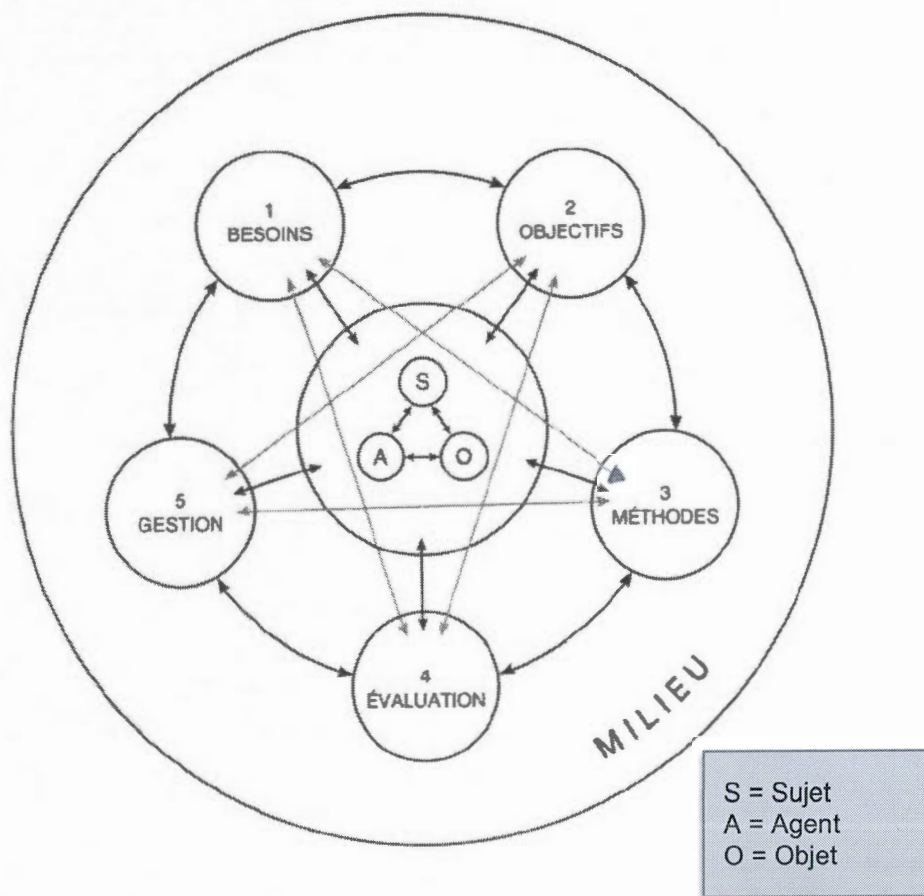 1
BESOINS
2
OBJECTIFS
S
A
O
5
GESTION
3
MÉTHODES
4
ÉVALUATION
MILIEU
S = Sujet
A = Agent
O = Objet